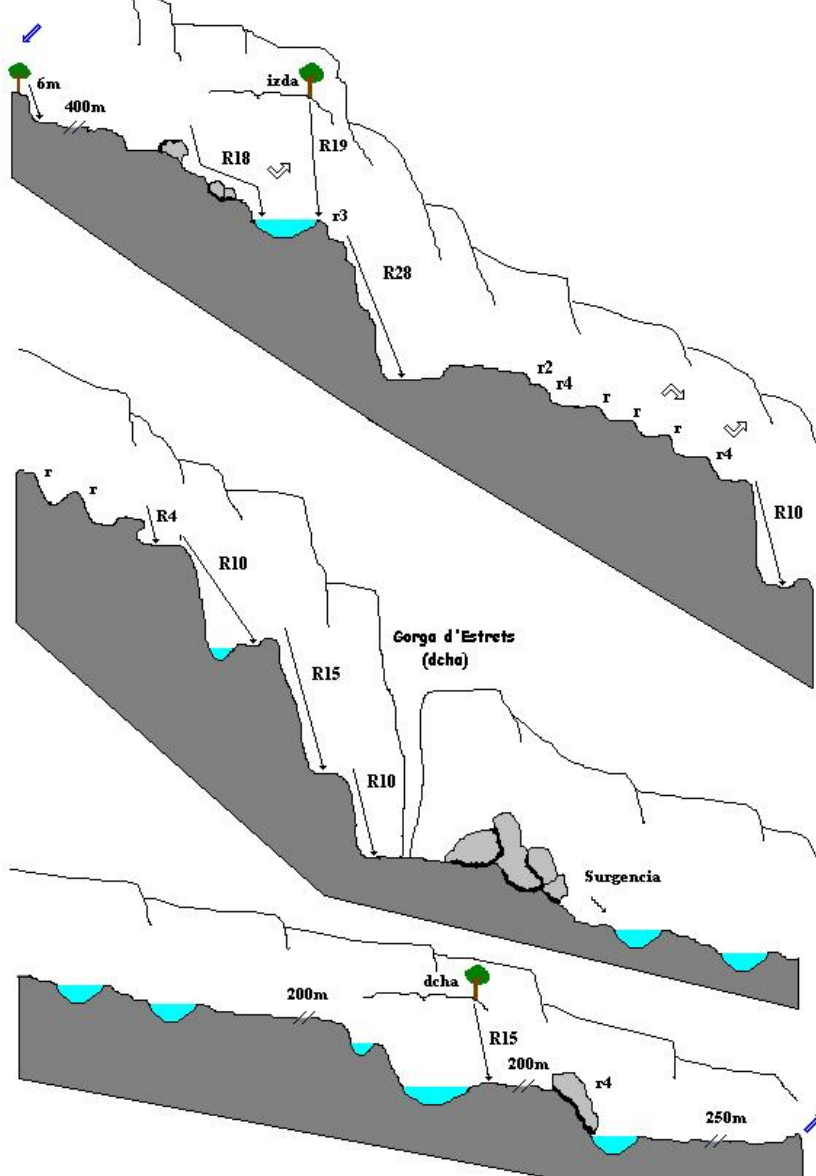 6m
400m
izda
R18
R19
r3
R28
r2
r4
r
r
r
r4
R10
r
r
R4
R10
R15
R10
Gorga d'Estrets
(dcha)
Surgencia
200m
dcha
R15
200m
r4
250m